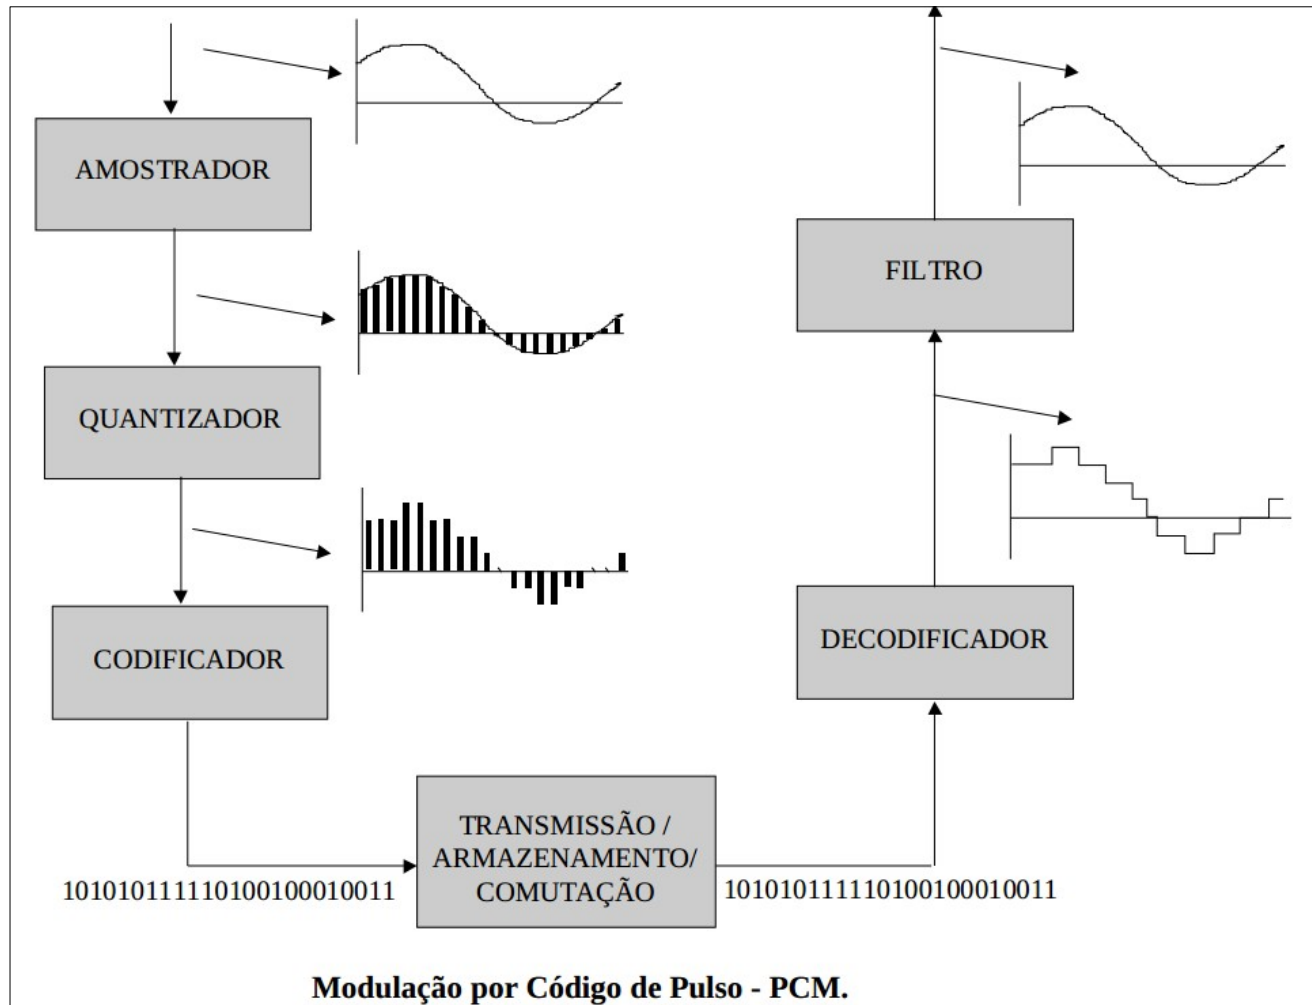 AMOSTRADOR
FILTRO
QUANTIZADOR
DECODIFICADOR
CODIFICADOR
TRANSMISSÃO /
ARMAZENAMENTO/
COMUTAÇÃO
1010101111110100100010011
1010101111110100100010011
Modulação por Código de Pulso - PCM.